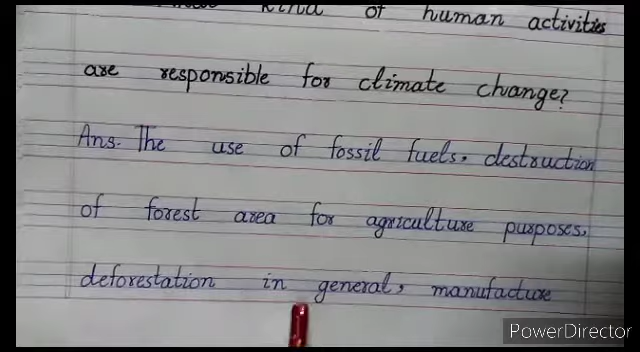 kind of human activities
are responsible for climate change?
Ans. The use of fossil fuels, destruction
of forest area for agriculture purposes,
deforestation in general, manufacture
PowerDirector